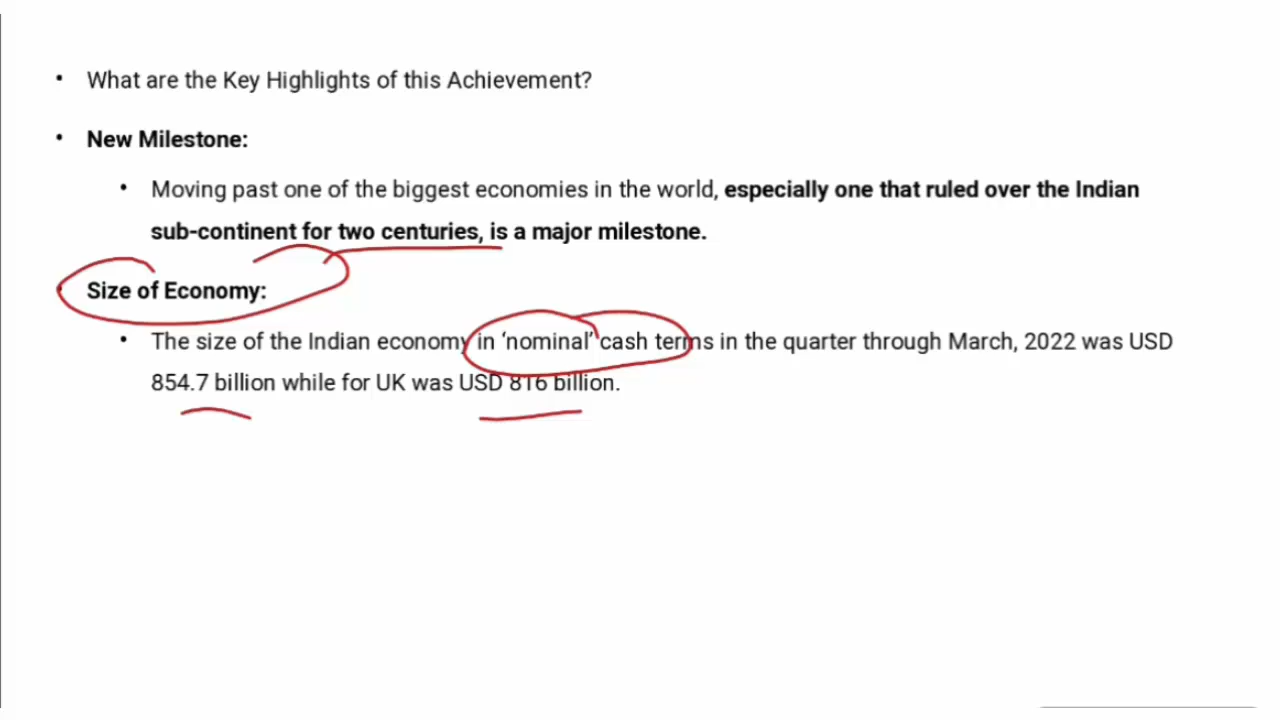 • What are the Key Highlights of this Achievement?
• New Milestone:
• Moving past one of the biggest economies in the world, especially one that ruled over the Indian
sub-continent for two centuries, is a major milestone.
• Size of Economy:
• The size of the Indian economy in ‘nominal’ cash terms in the quarter through March, 2022 was USD
854.7 billion while for UK was USD 816 billion.